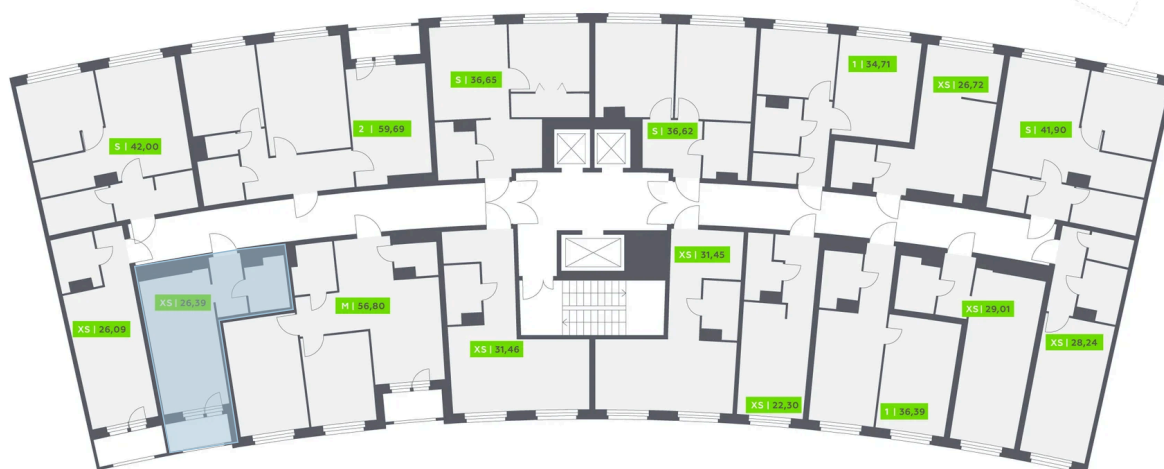 S | 36,65
1 | 34,71
XS | 26,72
2 | 59,69
S | 36,62
S | 41,90
S | 42,00
XS | 31,45
XS | 26,39
M | 56,80
XS | 29,01
XS | 26,09
XS | 31,46
XS | 28,24
XS | 22,30
1 | 36,39